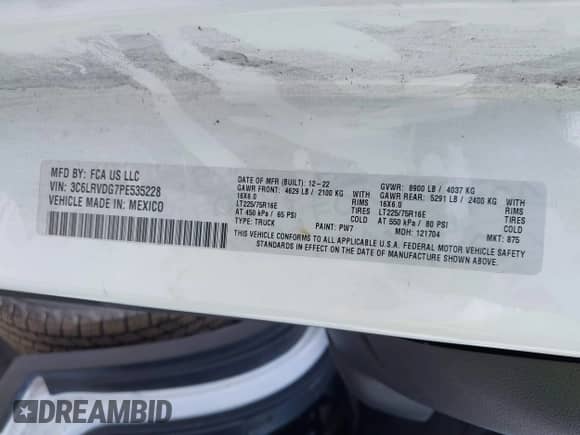 MFD BY: FCA US LLC
VIN: 3C6LRVDG7PE535228
VEHICLE MADE IN: MEXICO
DATE OF MFR (BUILT): 12-22
GAWR FRONT: 4629 LB / 2100 KG
16X6.0 RIMS
LT225/75R16E TIRES
AT 450 kPa / 65 PSI COLD
TYPE: TRUCK PAINT: PW7
GVWR: 8900 LB / 4037 KG
GAWR REAR: 5291 LB / 2400 KG
16X6.0 RIMS
LT225/75R16E TIRES
AT 550 kPa / 80 PSI COLD
MDH: 121704 MKT: 875
THIS VEHICLE CONFORMS TO ALL APPLICABLE U.S.A. FEDERAL MOTOR VEHICLE SAFETY
STANDARDS IN EFFECT ON THE DATE OF MANUFACTURE SHOWN ABOVE.
DREAMBID